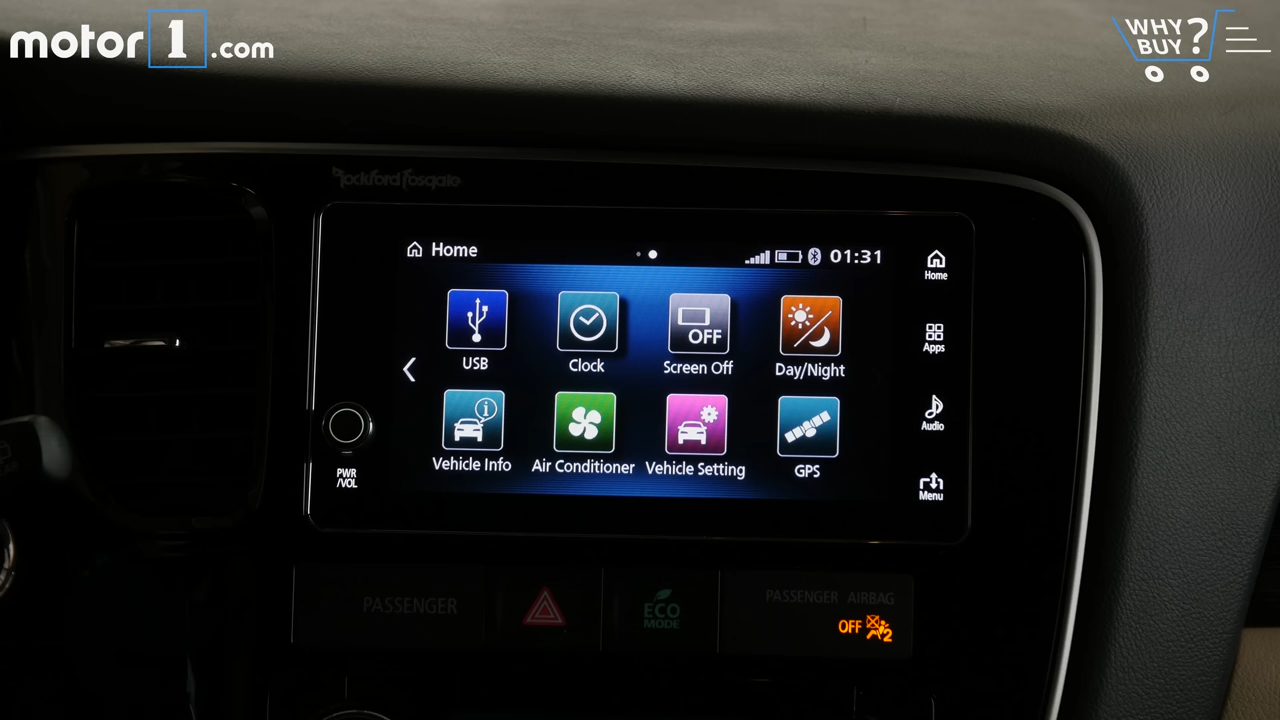 motor1.com
WHY
BUY?
Rockford Fosgate
Home
01:31
USB
Clock
OFF
Screen Off
Day/Night
Vehicle Info
Air Conditioner
Vehicle Setting
GPS
Home
Apps
Audio
Menu
PWR
/VOL
PASSENGER
ECO
MODE
PASSENGER AIRBAG
OFF
2